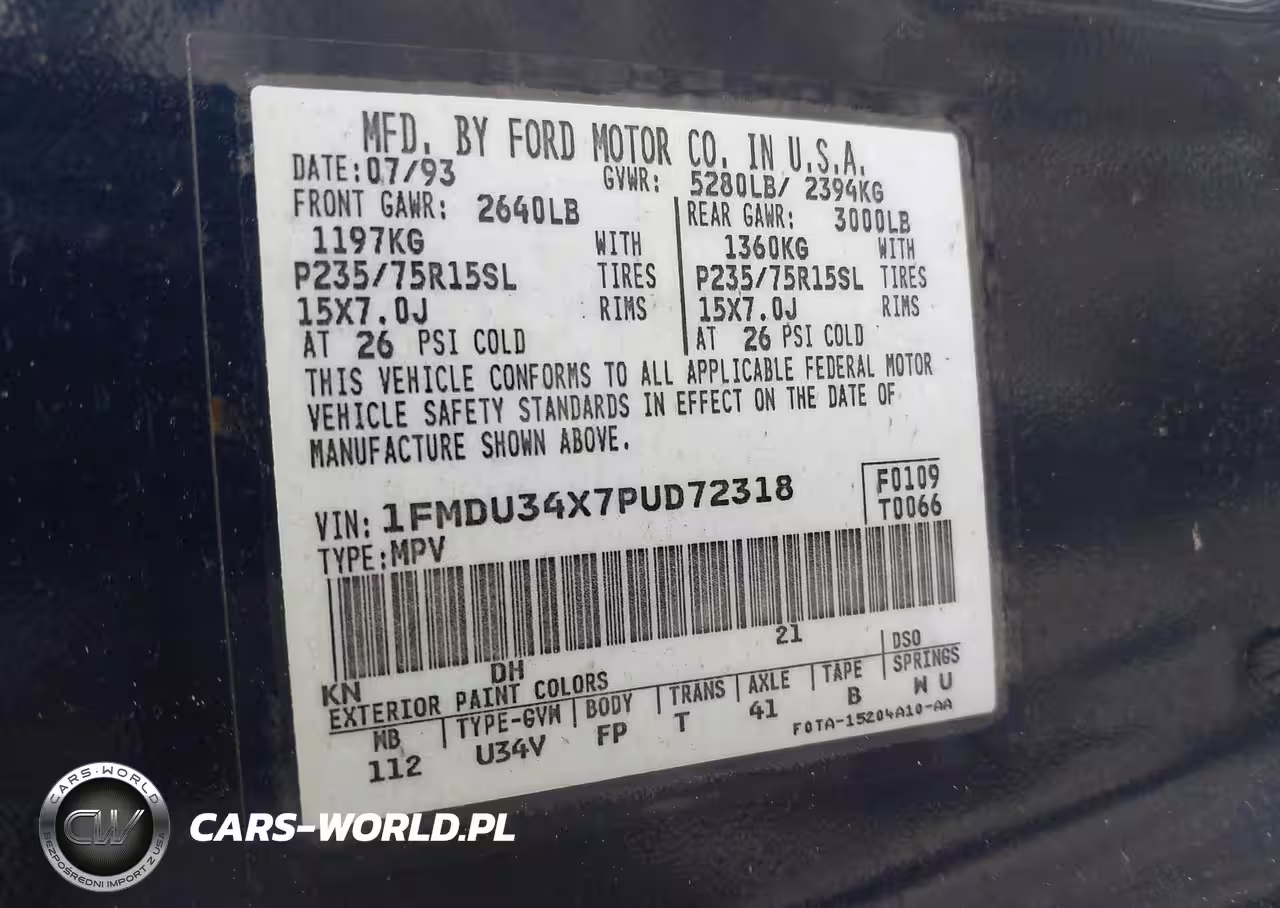 MFD. BY FORD MOTOR CO. IN U.S.A.
DATE: 07/93 GVWR: 5280LB/ 2394KG
FRONT GAWR: 2640LB REAR GAWR: 3000LB
1197KG WITH 1360KG WITH
P235/75R15SL TIRES P235/75R15SL TIRES
15X7.0J RIMS 15X7.0J RIMS
AT 26 PSI COLD AT 26 PSI COLD
THIS VEHICLE CONFORMS TO ALL APPLICABLE FEDERAL MOTOR
VEHICLE SAFETY STANDARDS IN EFFECT ON THE DATE OF
MANUFACTURE SHOWN ABOVE.
VIN: 1FMDU34X7PUD72318 F0109
TYPE: MPV T0066
21
KN DH DSO
EXTERIOR PAINT COLORS
WB TYPE-GVW BODY TRANS AXLE TAPE SPRINGS
112 U34V FP T 41 B W U
F0TA-15204A10-AA
CARS-WORLD
CW
BEZPOŚREDNI IMPORT Z USA
CARS-WORLD.PL